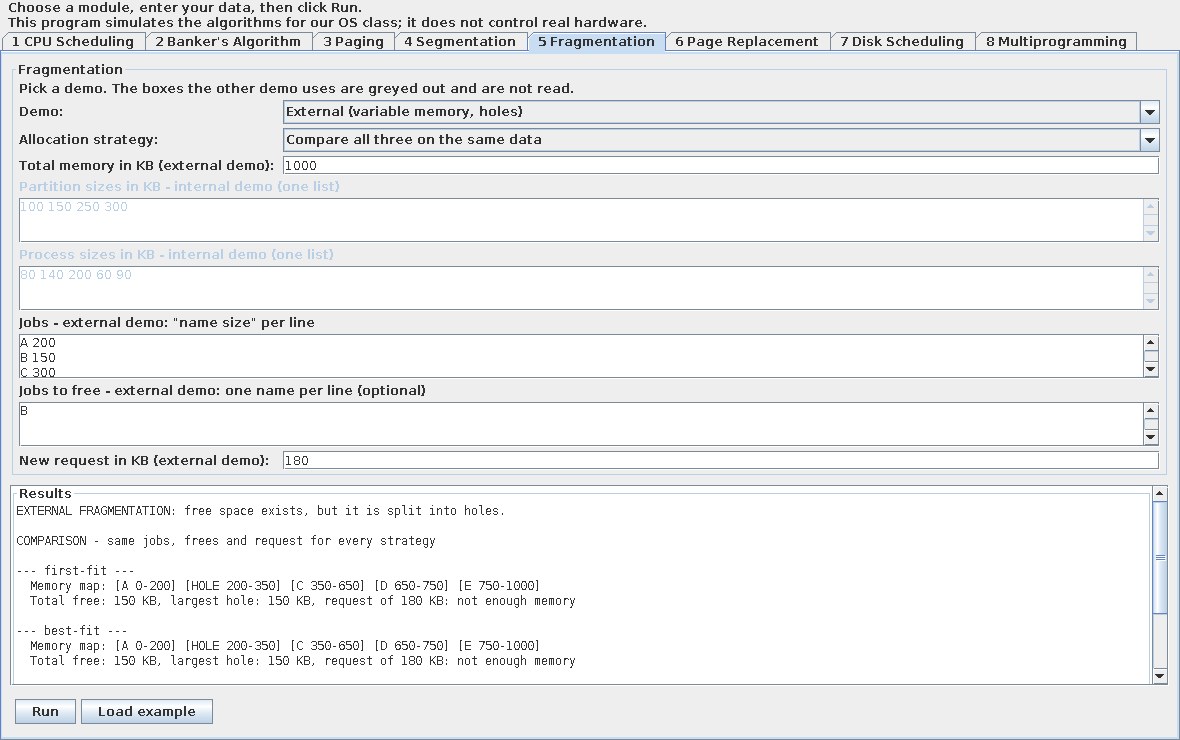 Choose a module, enter your data, then click Run.
This program simulates the algorithms for our OS class; it does not control real hardware.
1 CPU Scheduling 2 Banker's Algorithm 3 Paging 4 Segmentation 5 Fragmentation 6 Page Replacement 7 Disk Scheduling 8 Multiprogramming
Fragmentation
Pick a demo. The boxes the other demo uses are greyed out and are not read.
Demo: External (variable memory, holes)
Allocation strategy: Compare all three on the same data
Total memory in KB (external demo): 1000
Partition sizes in KB - internal demo (one list)
100 150 250 300
Process sizes in KB - internal demo (one list)
80 140 200 60 90
Jobs - external demo: "name size" per line
A 200
B 150
C 300
Jobs to free - external demo: one name per line (optional)
B
New request in KB (external demo): 180
Results
EXTERNAL FRAGMENTATION: free space exists, but it is split into holes.
COMPARISON - same jobs, frees and request for every strategy
--- first-fit ---
Memory map: [A 0-200] [HOLE 200-350] [C 350-650] [D 650-750] [E 750-1000]
Total free: 150 KB, largest hole: 150 KB, request of 180 KB: not enough memory
--- best-fit ---
Memory map: [A 0-200] [HOLE 200-350] [C 350-650] [D 650-750] [E 750-1000]
Total free: 150 KB, largest hole: 150 KB, request of 180 KB: not enough memory
Run Load example